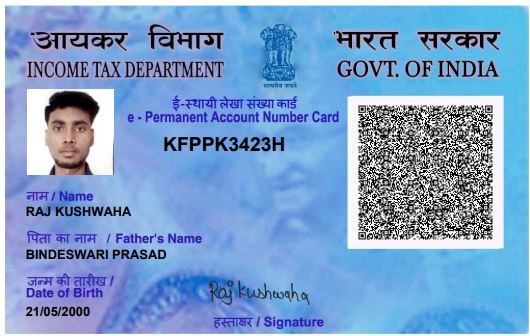 आयकर विभाग
INCOME TAX DEPARTMENT
सत्यमेव जयते
भारत सरकार
GOVT. OF INDIA
ई-स्थायी लेखा संख्या कार्ड
e - Permanent Account Number Card
KFPPK3423H
नाम / Name
RAJ KUSHWAHA
पिता का नाम / Father's Name
BINDESWARI PRASAD
जन्म की तारीख /
Date of Birth
21/05/2000
Raj Kushwaha
हस्ताक्षर / Signature